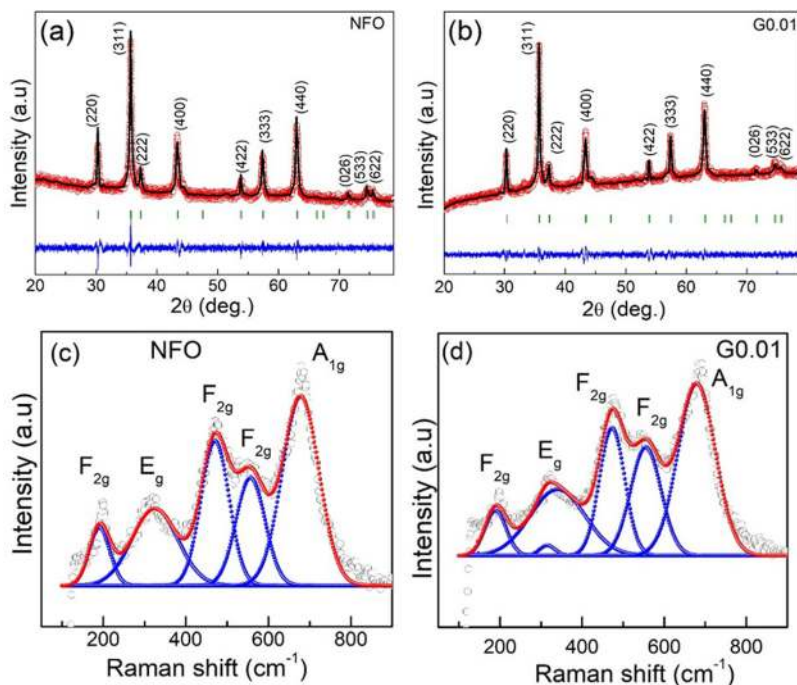 (a)
NFO
(220)
(311)
(222)
(400)
(422)
(333)
(440)
(026)
(533)
(622)
Intensity (a.u)
20 30 40 50 60 70
2θ (deg.)
(b)
G0.01
(220)
(311)
(222)
(400)
(422)
(333)
(440)
(026)
(533)
(622)
Intensity (a.u)
20 30 40 50 60 70
2θ (deg.)
(c)
NFO
F2g
Eg
F2g
F2g
A1g
Intensity (a.u)
200 400 600 800
Raman shift (cm-1)
(d)
G0.01
F2g
Eg
F2g
F2g
A1g
Intensity (a.u)
200 400 600 800
Raman shift (cm-1)